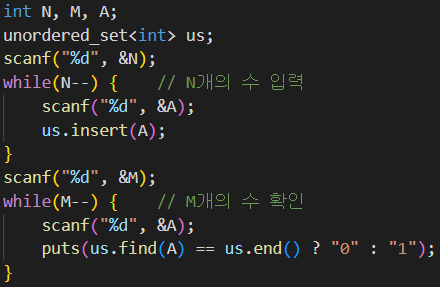 int N, M, A;
unordered_set<int> us;
scanf("%d", &N);
while(N--) {    // N개의 수 입력
    scanf("%d", &A);
    us.insert(A);
}
scanf("%d", &M);
while(M--) {    // M개의 수 확인
    scanf("%d", &A);
    puts(us.find(A) == us.end() ? "0" : "1");
}